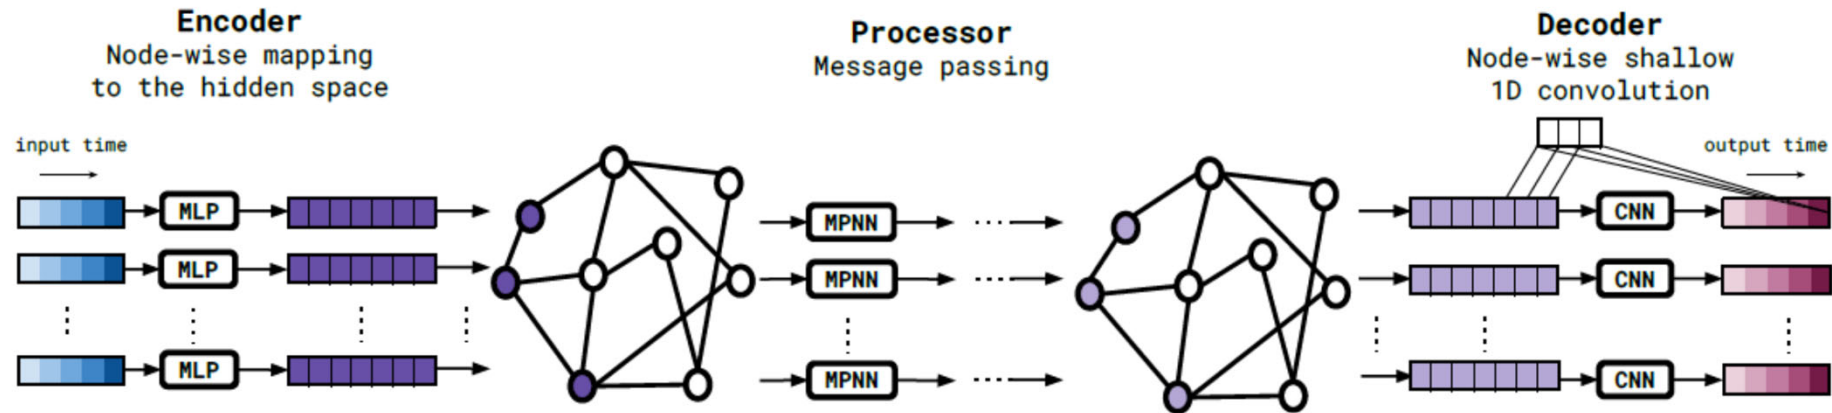 Encoder
Node-wise mapping
to the hidden space
Processor
Message passing
Decoder
Node-wise shallow
1D convolution
input time
output time
MLP
MPNN
CNN
MLP
MPNN
CNN
MLP
MPNN
CNN